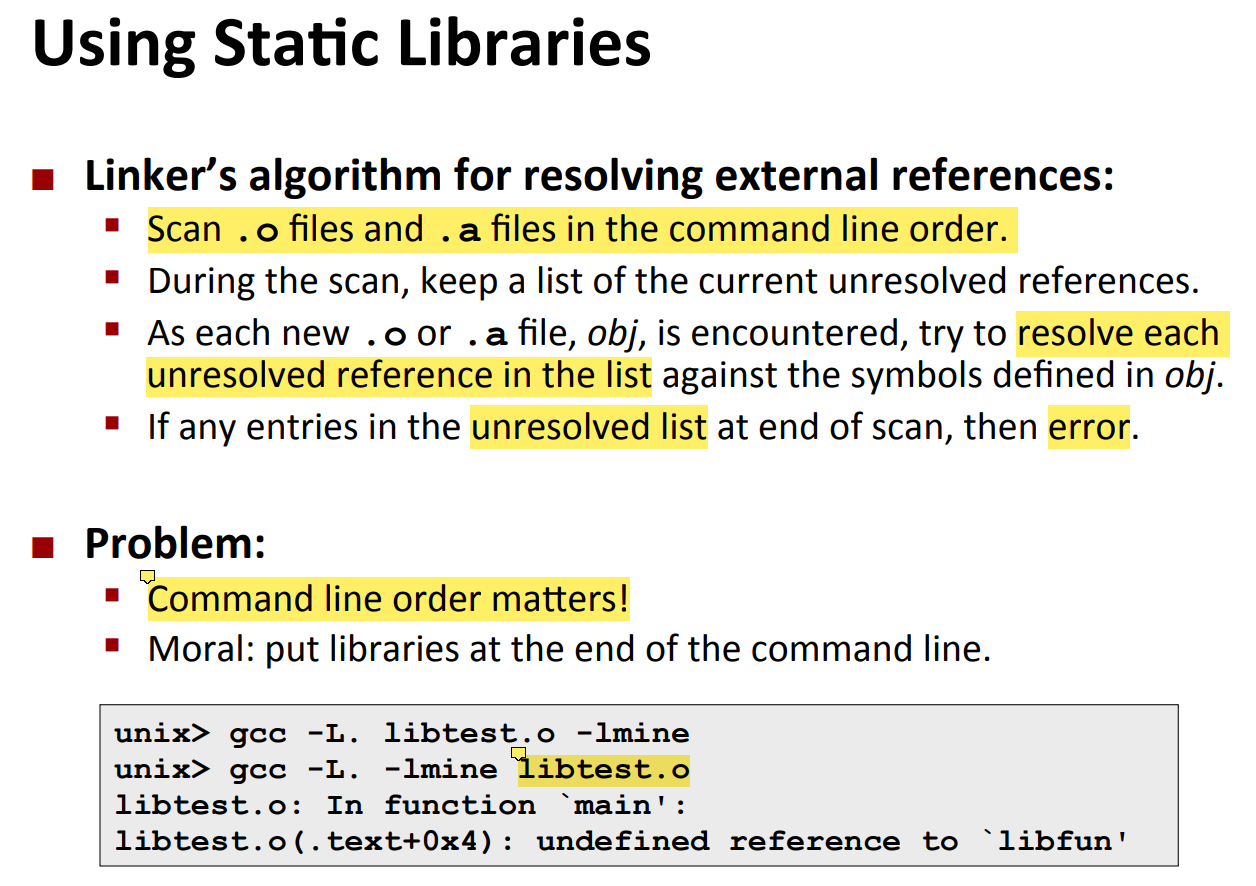 Using Static Libraries
Linker’s algorithm for resolving external references:
Scan .o files and .a files in the command line order.
During the scan, keep a list of the current unresolved references.
As each new .o or .a file, obj, is encountered, try to resolve each
unresolved reference in the list against the symbols defined in obj.
If any entries in the unresolved list at end of scan, then error.
Problem:
Command line order matters!
Moral: put libraries at the end of the command line.
unix> gcc -L. libtest.o -lmine
unix> gcc -L. -lmine libtest.o
libtest.o: In function `main':
libtest.o(.text+0x4): undefined reference to `libfun'